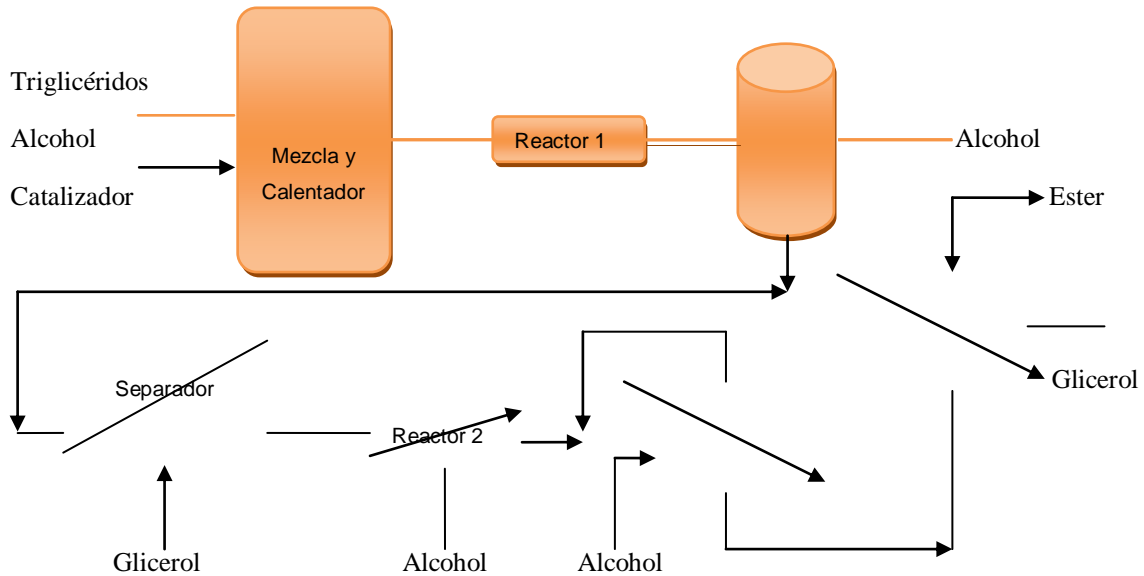 Triglicéridos
Alcohol
Catalizador
Mezcla y
Calentador
Reactor 1
Alcohol
Ester
Glicerol
Separador
Reactor 2
Glicerol
Alcohol
Alcohol